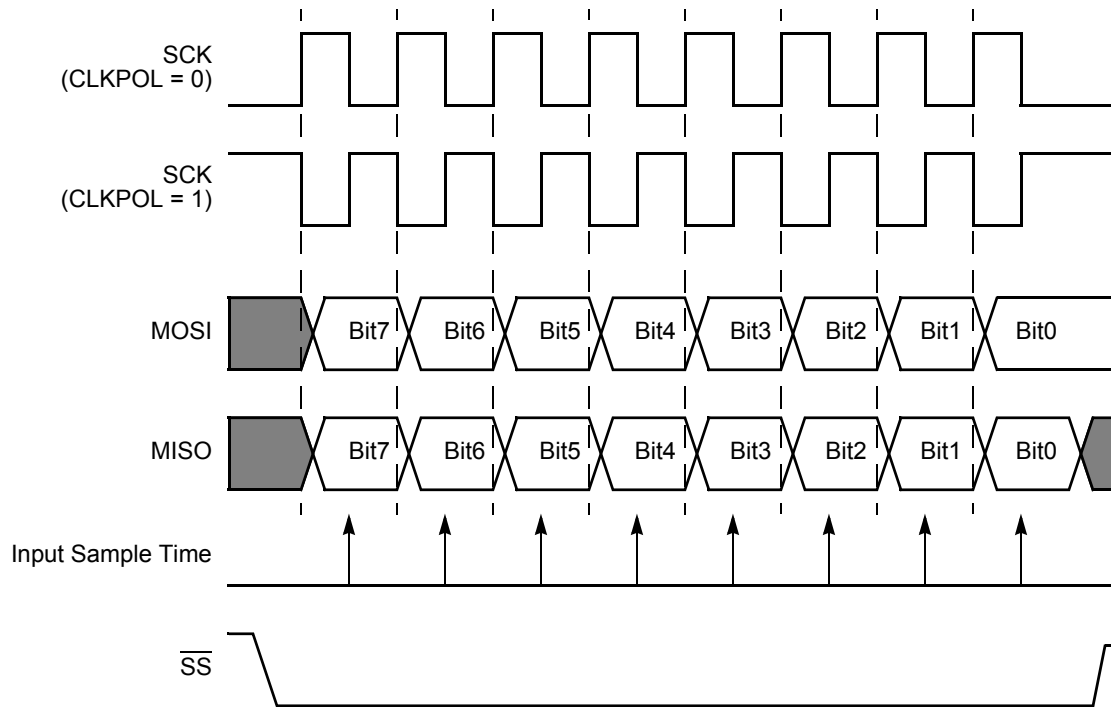 SCK
(CLKPOL = 0)
SCK
(CLKPOL = 1)
MOSI
Bit7 Bit6 Bit5 Bit4 Bit3 Bit2 Bit1 Bit0
MISO
Bit7 Bit6 Bit5 Bit4 Bit3 Bit2 Bit1 Bit0
Input Sample Time
S̅S̅